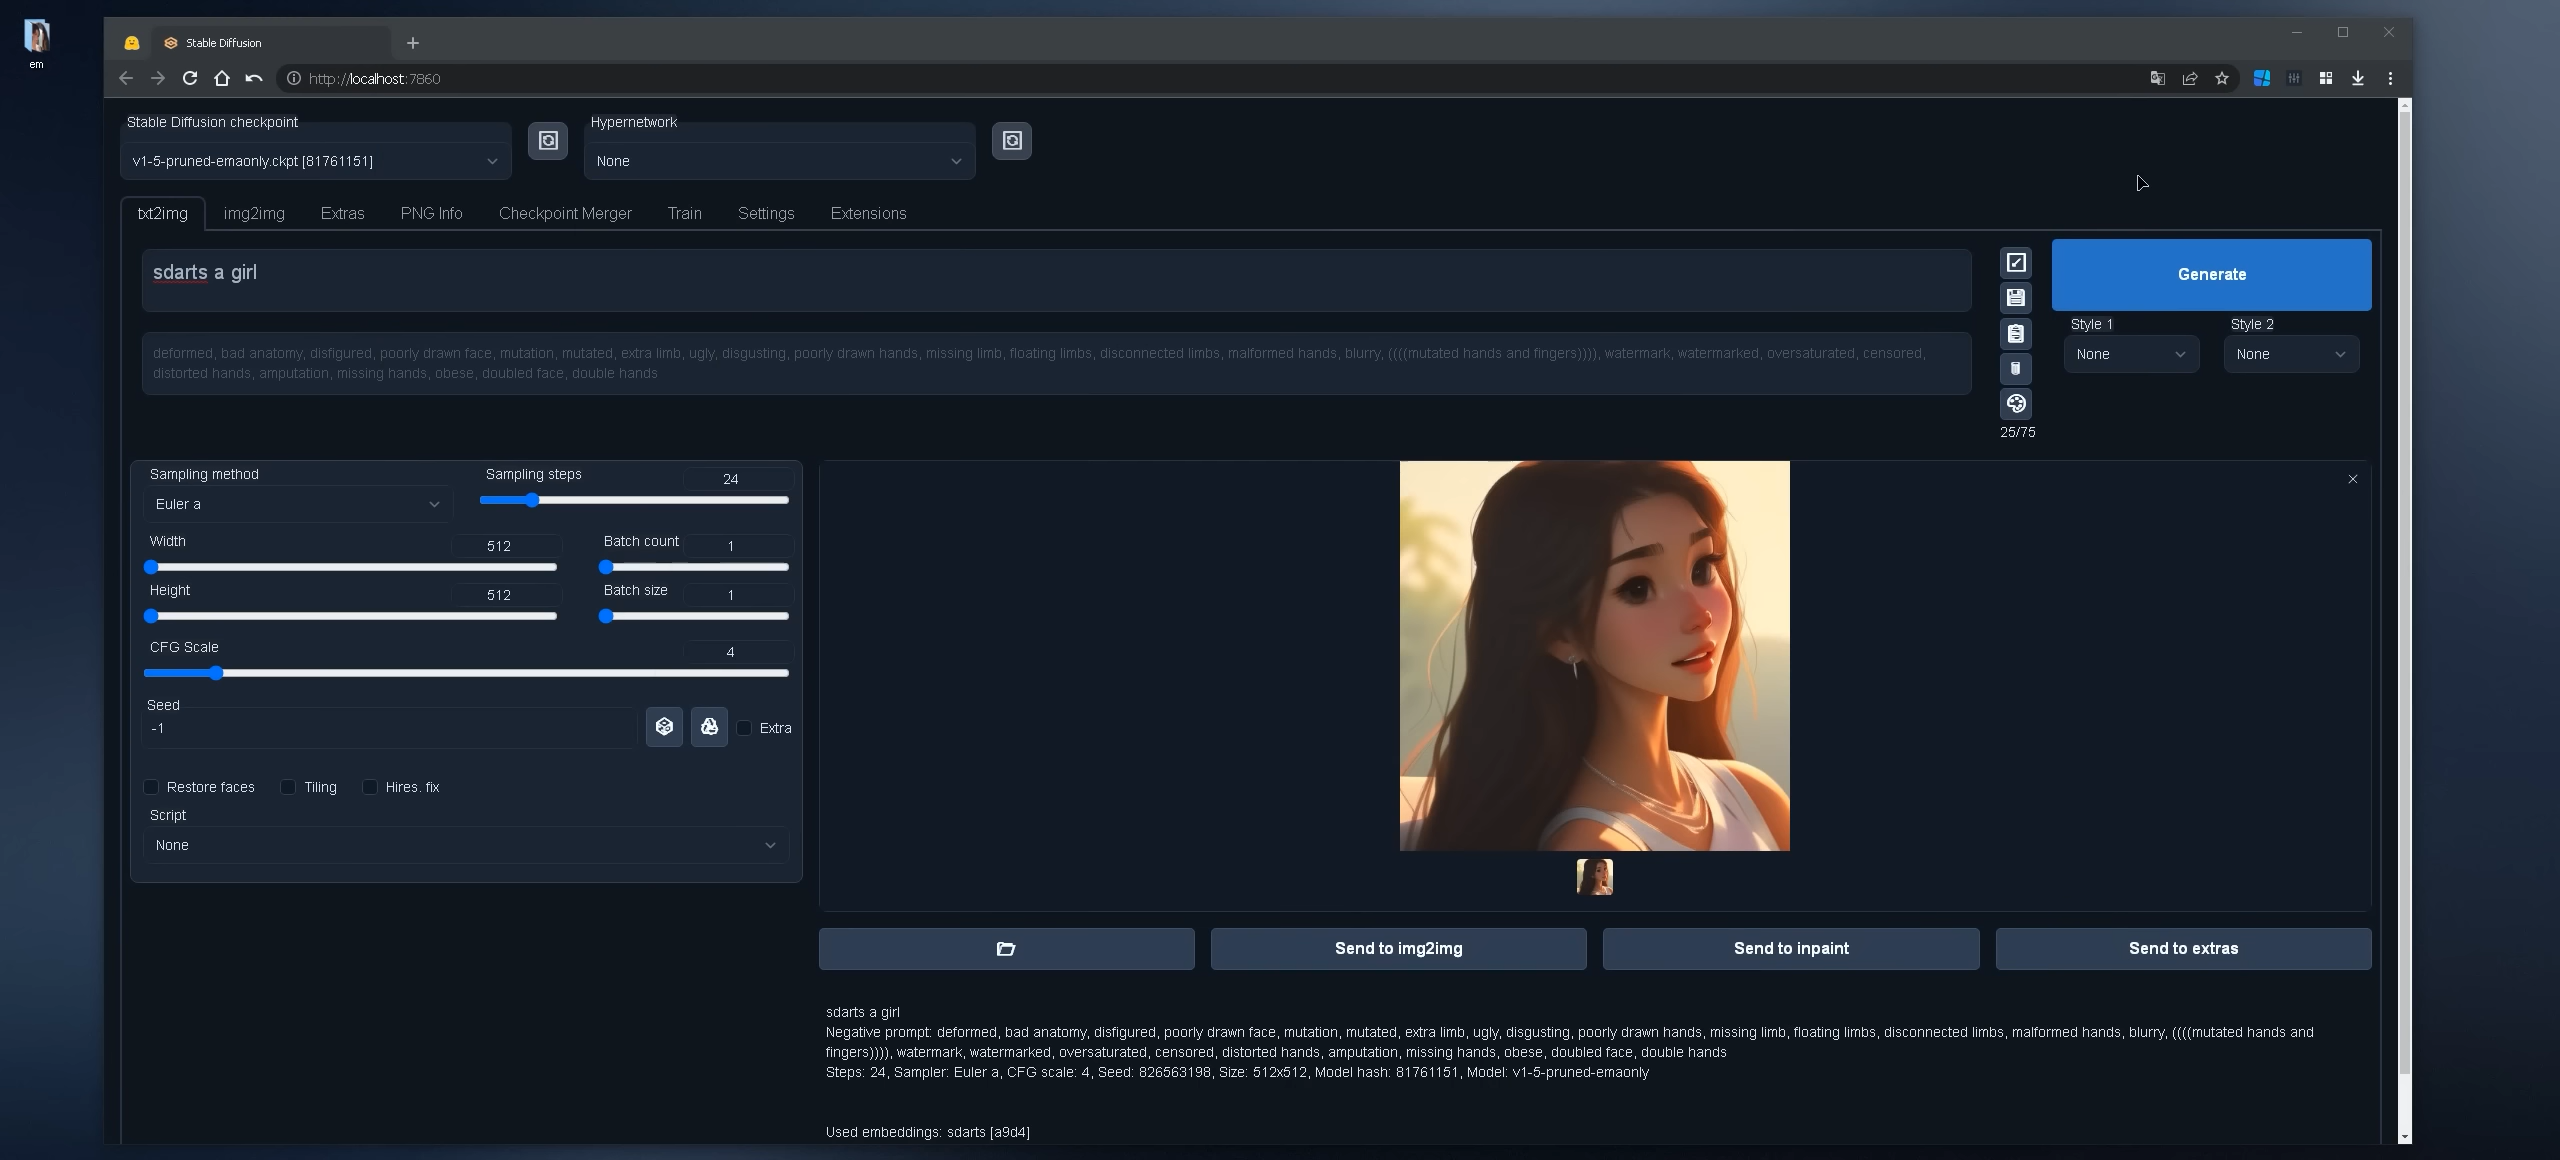 em
Stable Diffusion
http://localhost:7860
Stable Diffusion checkpoint
Hypernetwork
v1-5-pruned-emaonly.ckpt [81761151]
None
txt2img img2img Extras PNG Info Checkpoint Merger Train Settings Extensions
sdarts a girl
Generate
Style 1 Style 2
None None
deformed, bad anatomy, disfigured, poorly drawn face, mutation, mutated, extra limb, ugly, disgusting, poorly drawn hands, missing limb, floating limbs, disconnected limbs, malformed hands, blurry, ((((mutated hands and fingers)))), watermark, watermarked, oversaturated, censored,
distorted hands, amputation, missing hands, obese, doubled face, double hands
25/75
Sampling method Sampling steps 24
Euler a
Width 512 Batch count 1
Height 512 Batch size 1
CFG Scale 4
Seed
-1
Extra
Restore faces Tiling Hires. fix
Script
None
Send to img2img Send to inpaint Send to extras
sdarts a girl
Negative prompt: deformed, bad anatomy, disfigured, poorly drawn face, mutation, mutated, extra limb, ugly, disgusting, poorly drawn hands, missing limb, floating limbs, disconnected limbs, malformed hands, blurry, ((((mutated hands and
fingers)))), watermark, watermarked, oversaturated, censored, distorted hands, amputation, missing hands, obese, doubled face, double hands
Steps: 24, Sampler: Euler a, CFG scale: 4, Seed: 826563198, Size: 512x512, Model hash: 81761151, Model: v1-5-pruned-emaonly
Used embeddings: sdarts [a9d4]